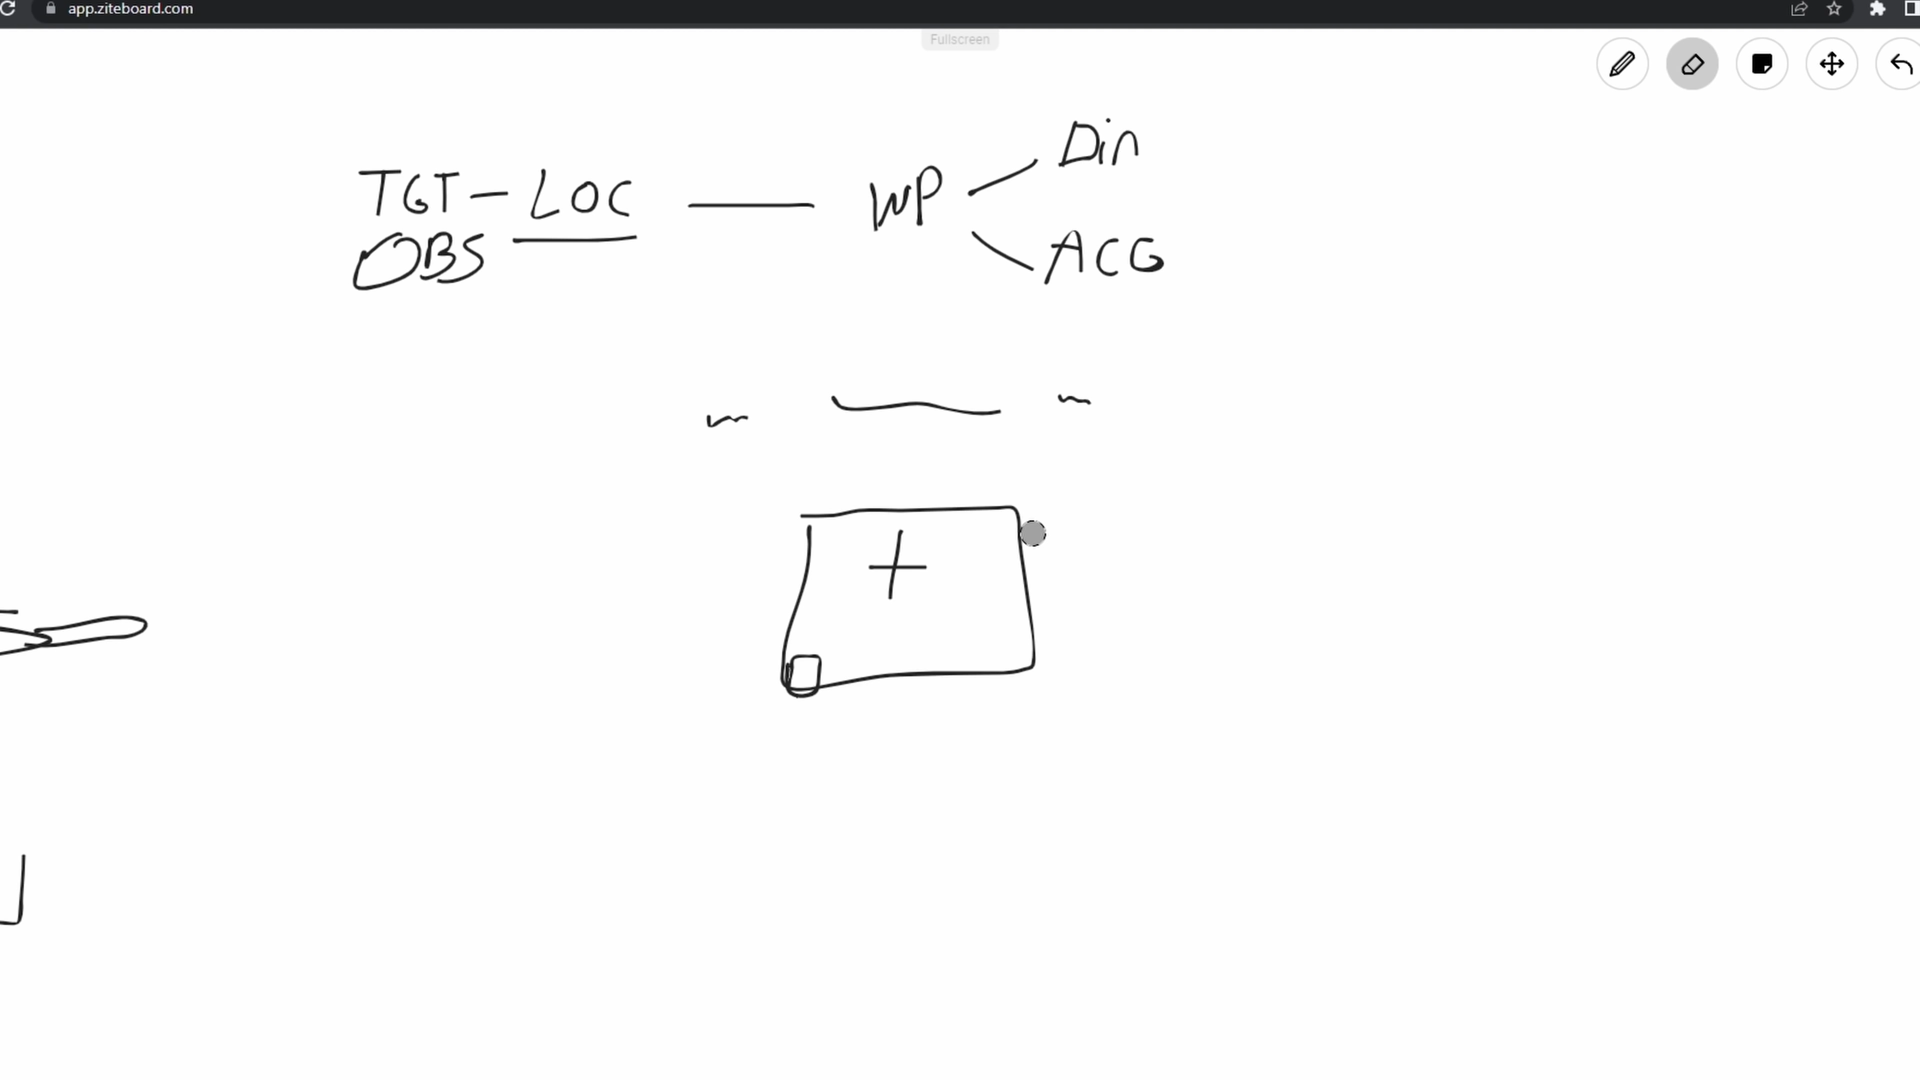 app.ziteboard.com
Fullscreen
TGT - LOC — WP
Din
OBS
ACG